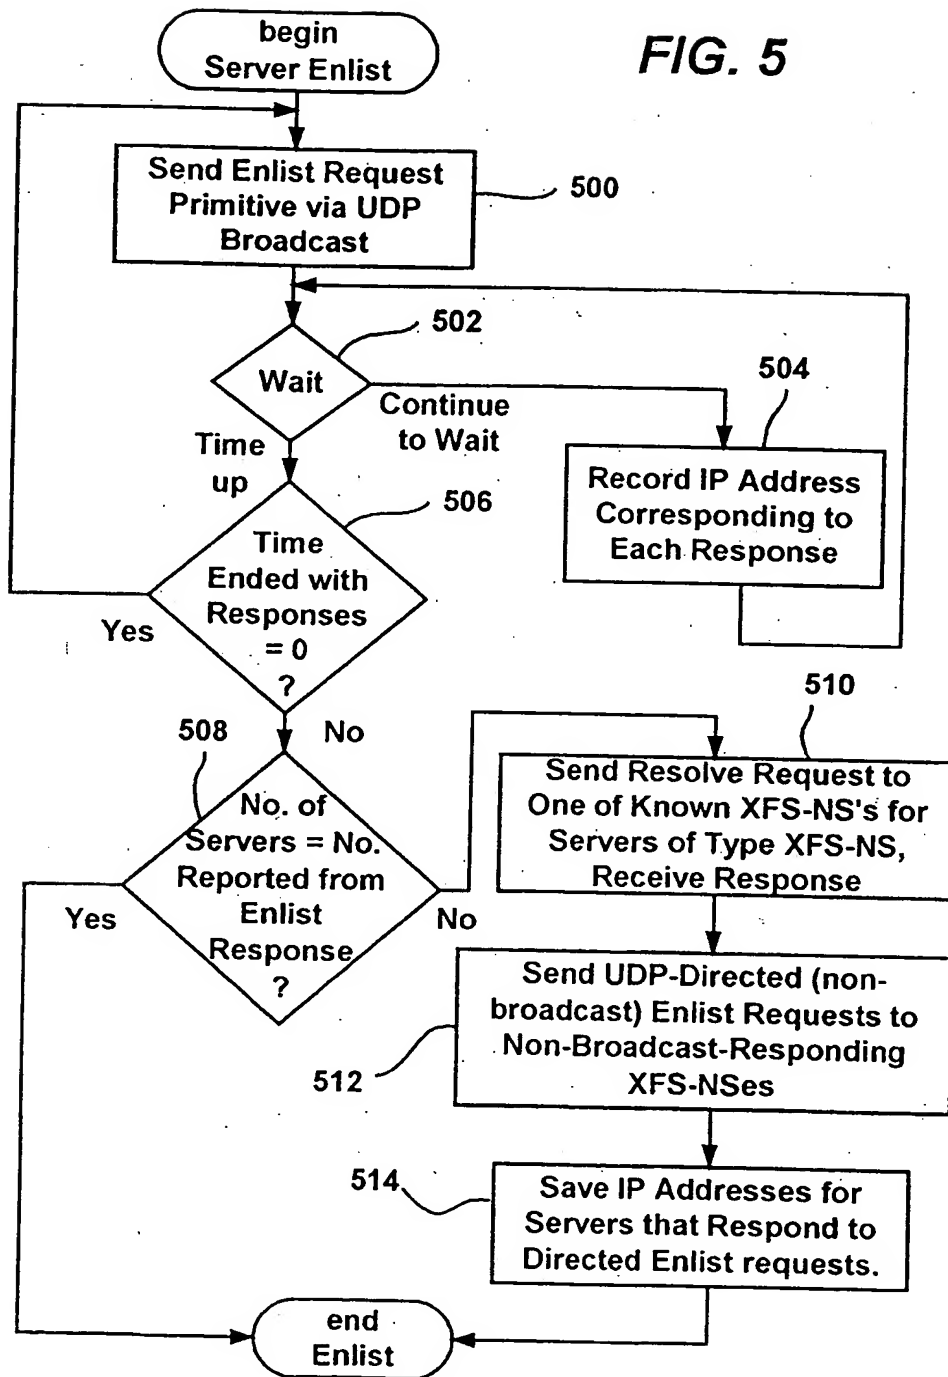 begin
Server Enlist
FIG. 5
Send Enlist Request
Primitive via UDP
Broadcast
500
502
Wait
Continue
to Wait
504
Time
up
Record IP Address
Corresponding to
Each Response
506
Time
Ended with
Responses
= 0
?
Yes
No
508
510
No. of
Servers = No.
Reported from
Enlist
Response
?
Yes
No
Send Resolve Request to
One of Known XFS-NS's for
Servers of Type XFS-NS,
Receive Response
Send UDP-Directed (non-
broadcast) Enlist Requests to
Non-Broadcast-Responding
XFS-NSes
512
514
Save IP Addresses for
Servers that Respond to
Directed Enlist requests.
end
Enlist